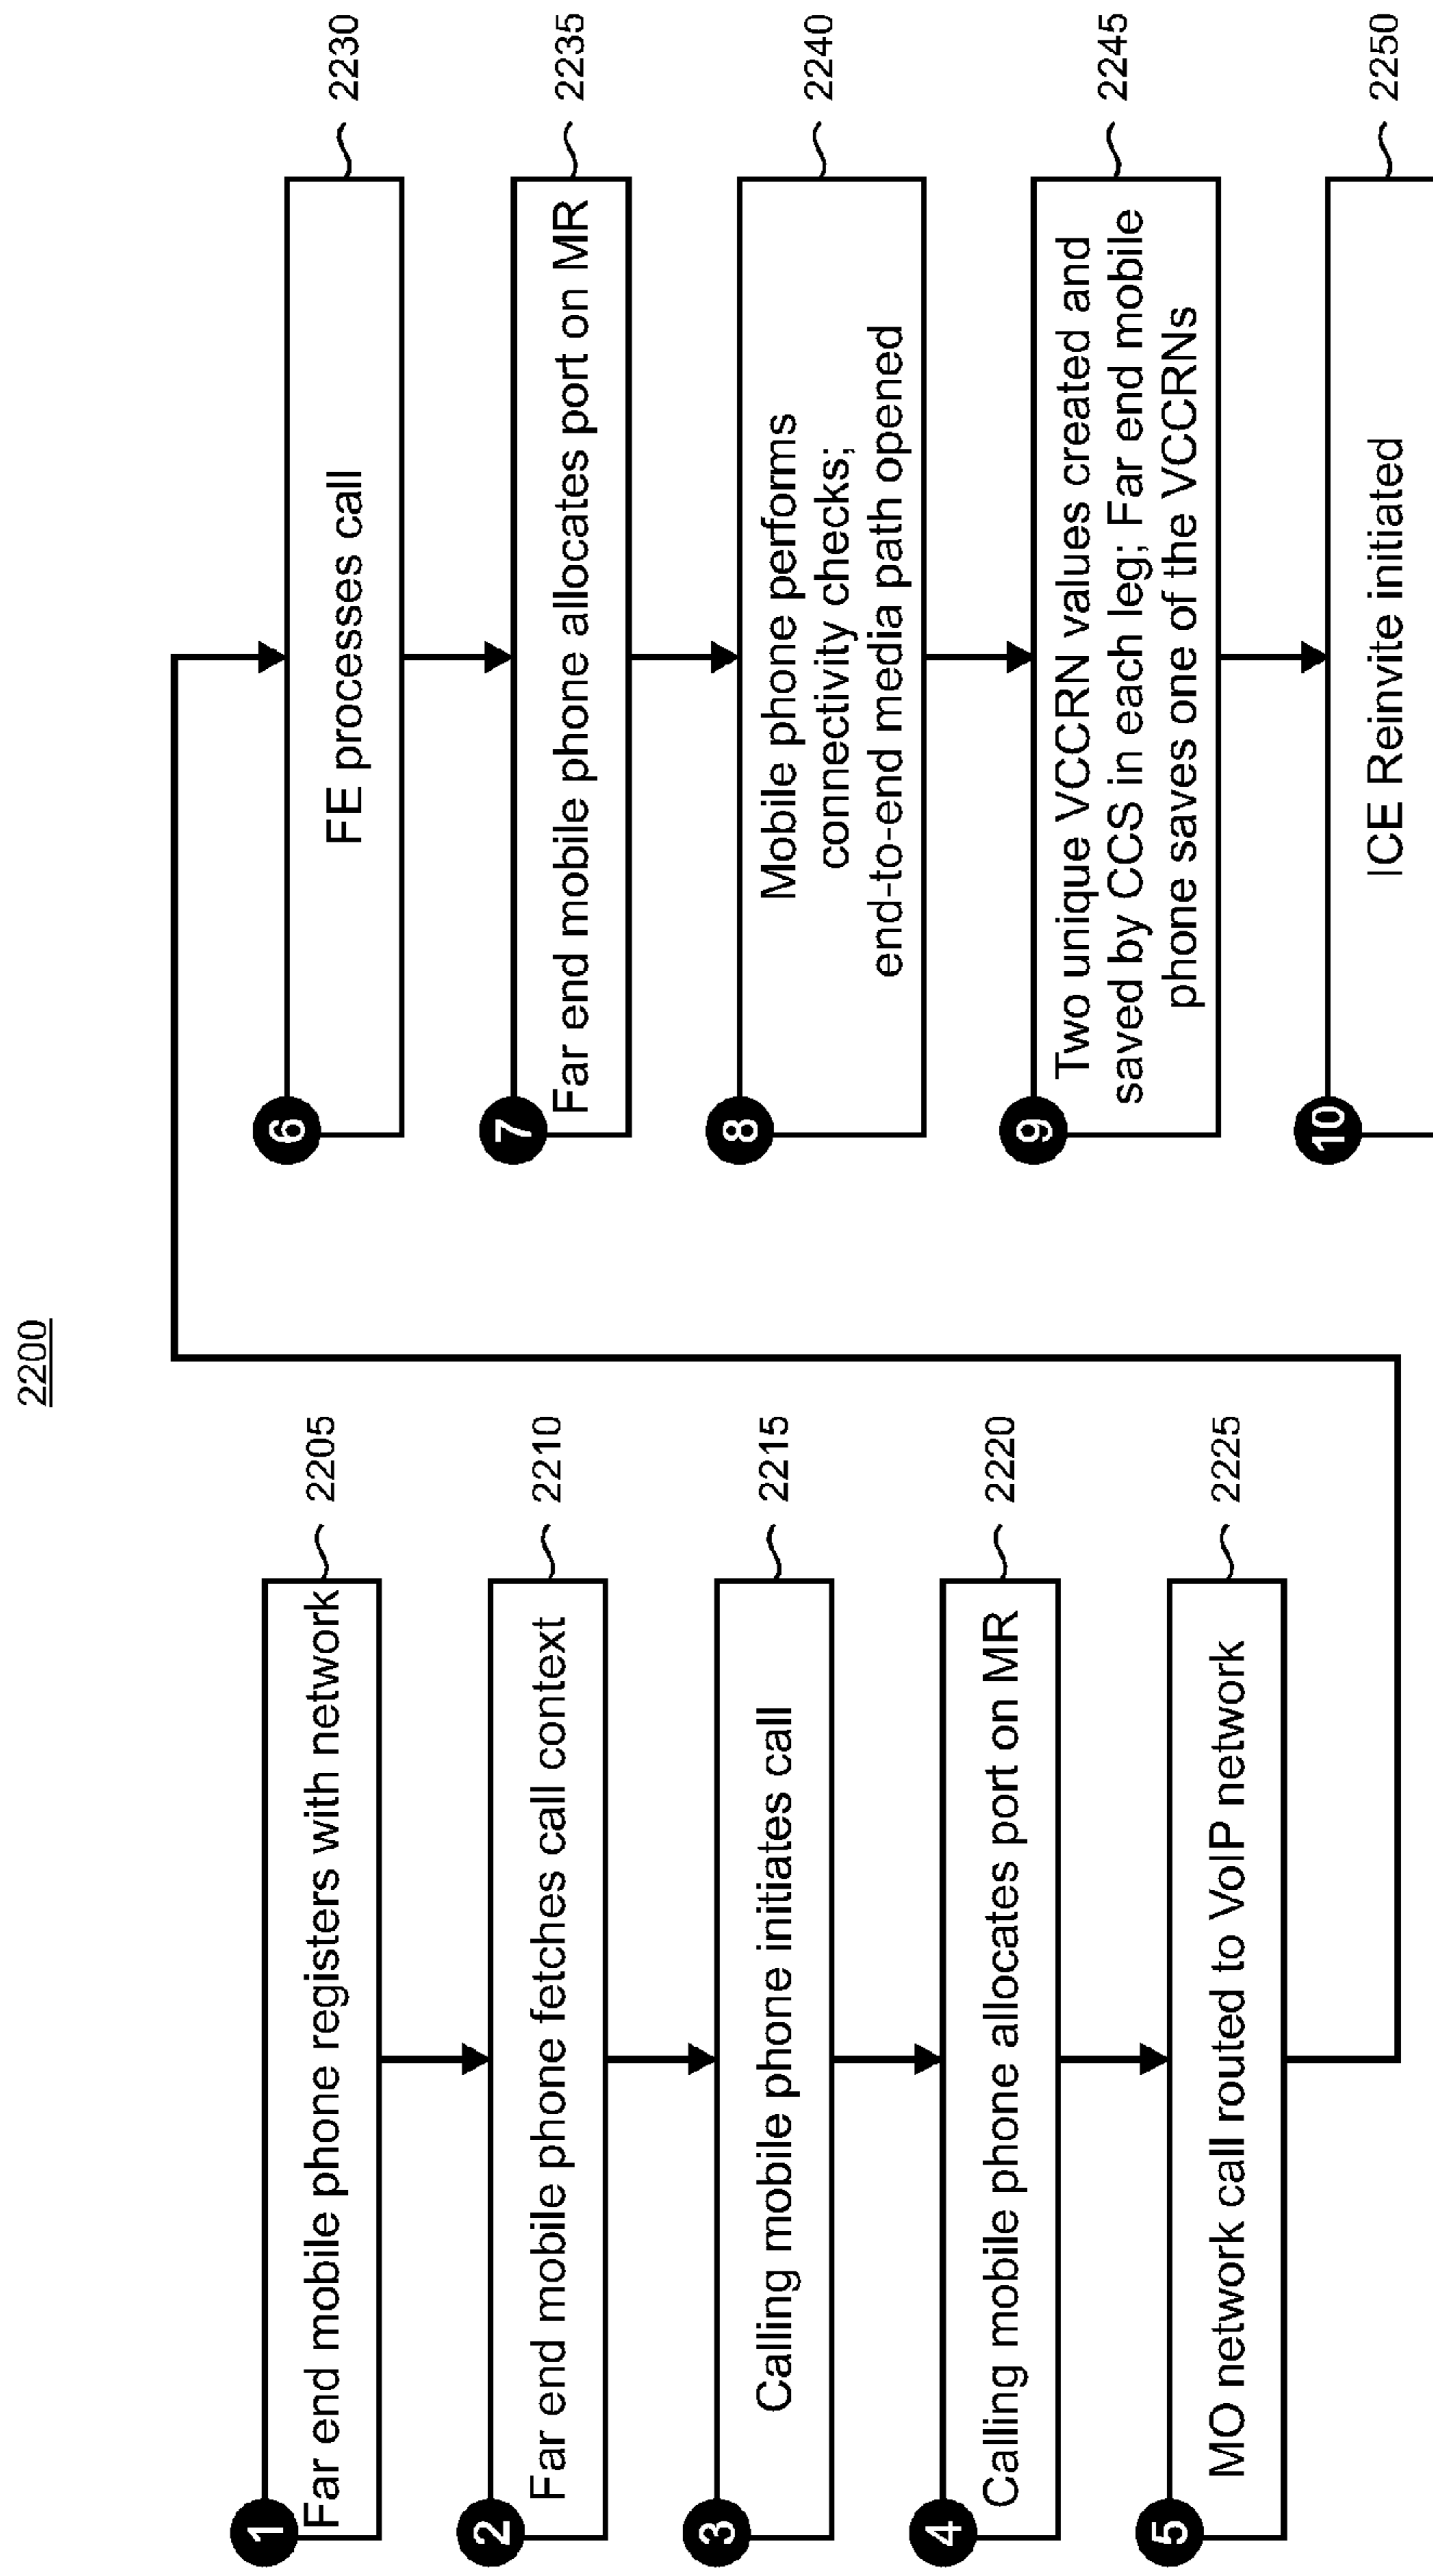 2200
1
Far end mobile phone registers with network
2205
2
Far end mobile phone fetches call context
2210
3
Calling mobile phone initiates call
2215
4
Calling mobile phone allocates port on MR
2220
5
MO network call routed to VoIP network
2225
6
FE processes call
2230
7
Far end mobile phone allocates port on MR
2235
8
Mobile phone performs
connectivity checks;
end-to-end media path opened
2240
9
Two unique VCCRN values created and
saved by CCS in each leg; Far end mobile
phone saves one of the VCCRNs
2245
10
ICE Reinvite initiated
2250